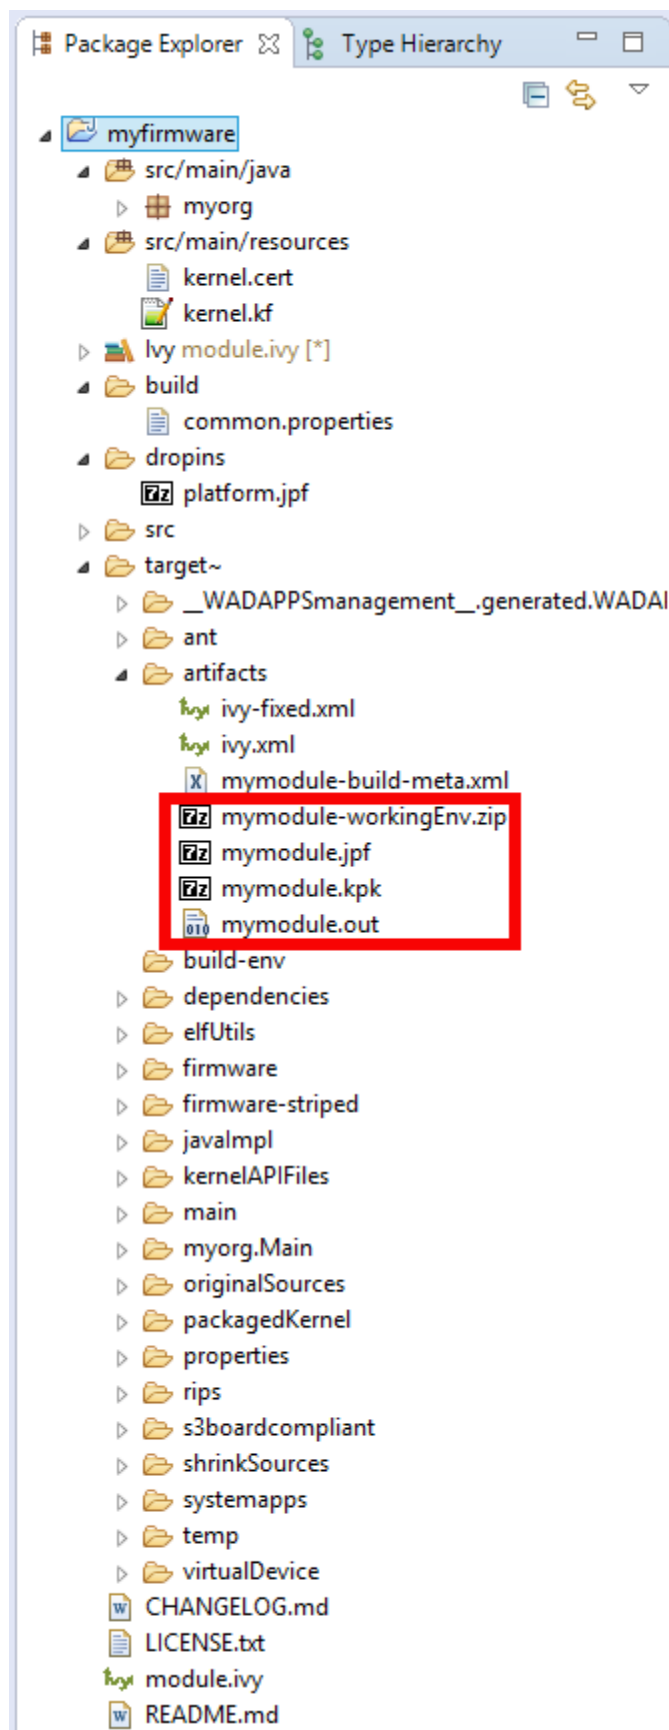 Package Explorer Type Hierarchy
myfirmware
src/main/java
myorg
src/main/resources
kernel.cert
kernel.kf
Ivy module.ivy [*]
build
common.properties
dropins
platform.jpf
src
target~
__WADAPPSmanagement__.generated.WADAI
ant
artifacts
ivy-fixed.xml
ivy.xml
mymodule-build-meta.xml
mymodule-workingEnv.zip
mymodule.jpf
mymodule.kpk
mymodule.out
build-env
dependencies
elfUtils
firmware
firmware-striped
javaImpl
kernelAPIFiles
main
myorg.Main
originalSources
packagedKernel
properties
rips
s3boardcompliant
shrinkSources
systemapps
temp
virtualDevice
CHANGELOG.md
LICENSE.txt
module.ivy
README.md